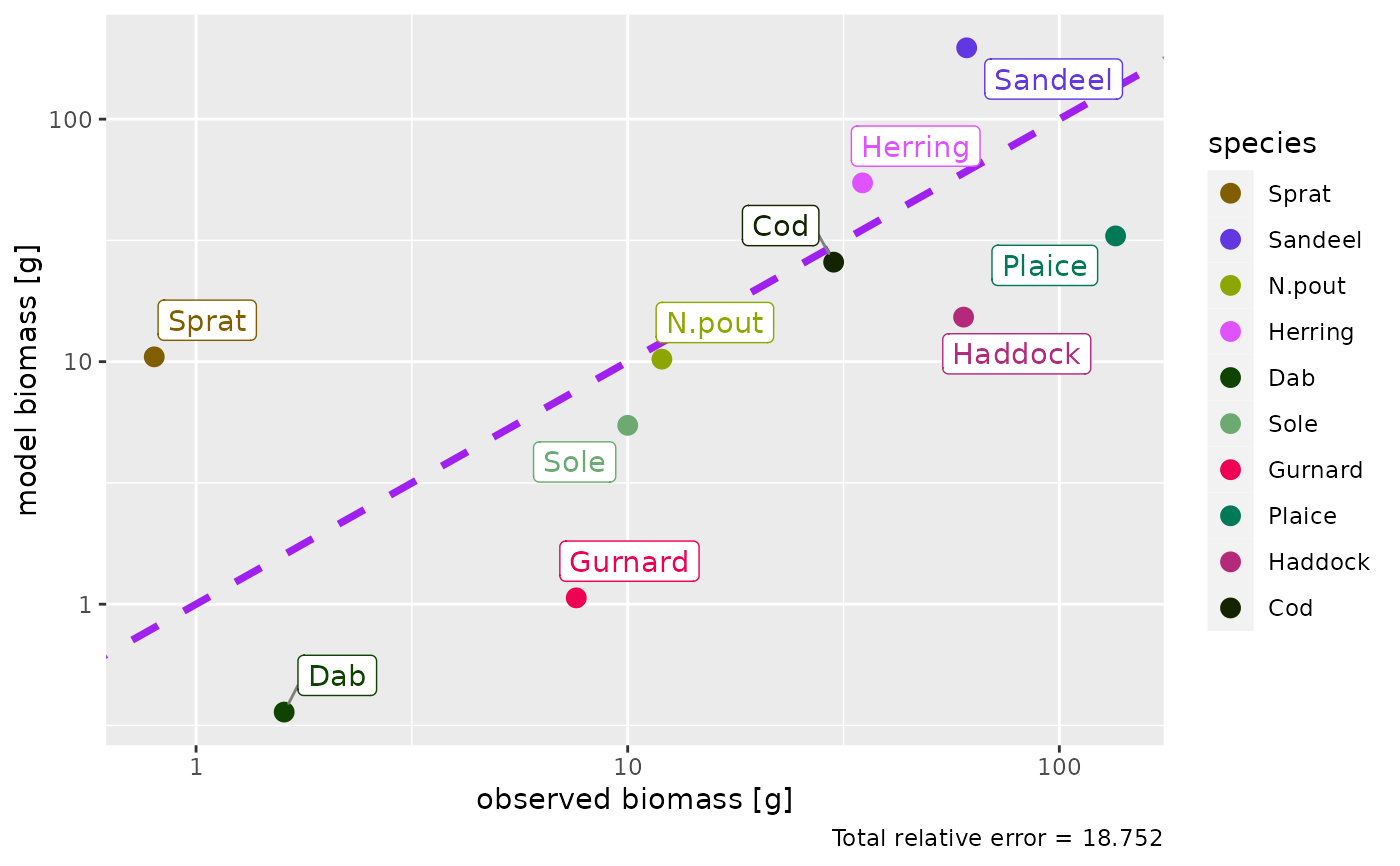 Sandeel
Herring
Cod
Plaice
Sprat
N.pout
Haddock
Sole
Gurnard
Dab
100
10
1
model biomass [g]
1
10
100
observed biomass [g]
Total relative error = 18.752
species
Sprat
Sandeel
N.pout
Herring
Dab
Sole
Gurnard
Plaice
Haddock
Cod